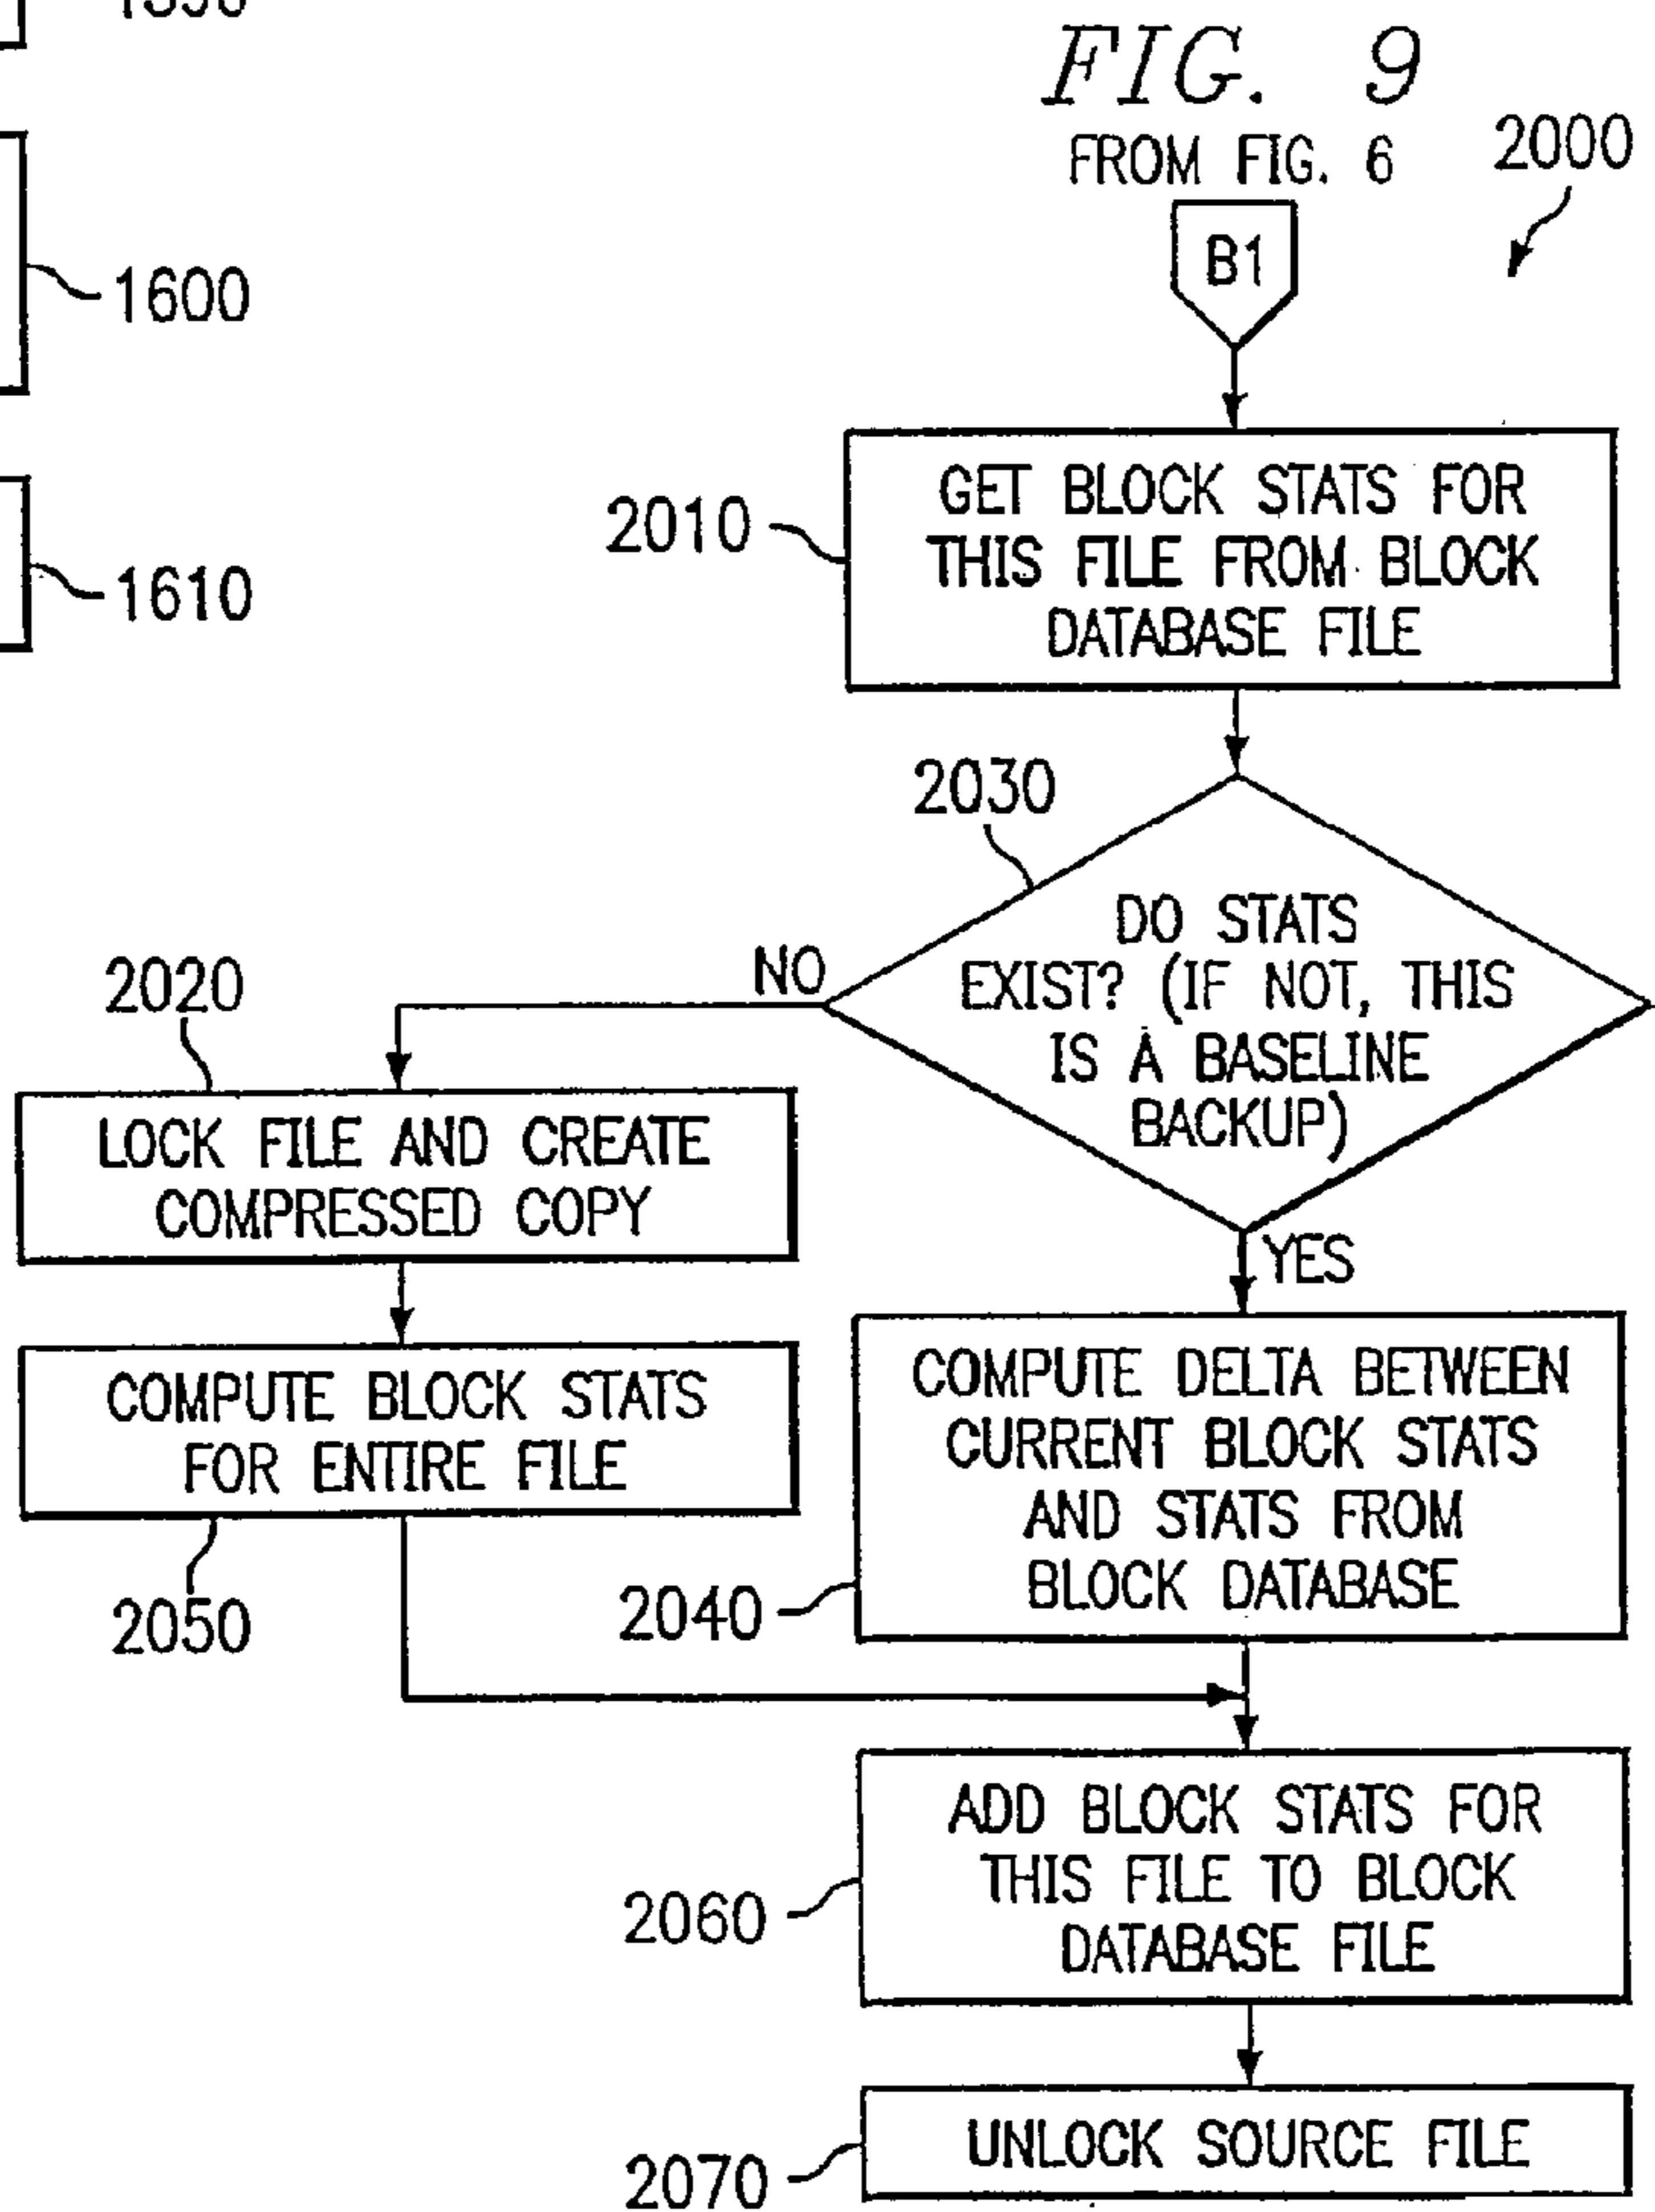 FIG. 9
FROM FIG. 6
2000
B1
1600
1610
2010
GET BLOCK STATS FOR
THIS FILE FROM BLOCK
DATABASE FILE
2030
DO STATS
EXIST? (IF NOT, THIS
IS A BASELINE
BACKUP)
NO
YES
2020
LOCK FILE AND CREATE
COMPRESSED COPY
COMPUTE BLOCK STATS
FOR ENTIRE FILE
2050
COMPUTE DELTA BETWEEN
CURRENT BLOCK STATS
AND STATS FROM
BLOCK DATABASE
2040
ADD BLOCK STATS FOR
THIS FILE TO BLOCK
DATABASE FILE
2060
UNLOCK SOURCE FILE
2070